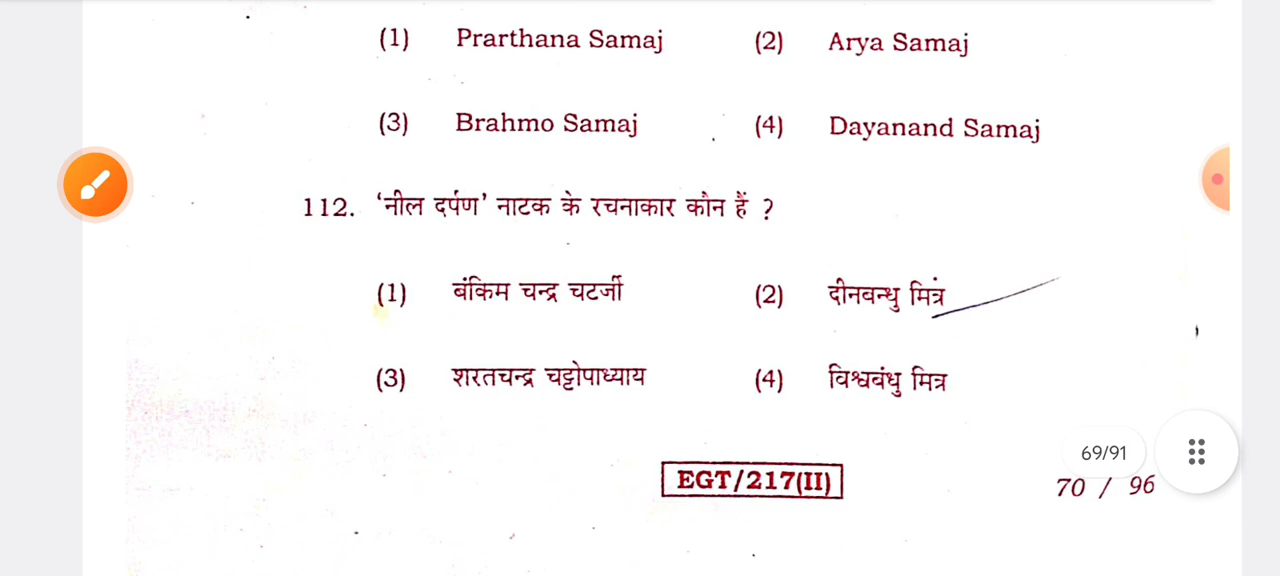 (1) Prarthana Samaj (2) Arya Samaj
(3) Brahmo Samaj (4) Dayanand Samaj
112. ‘नील दर्पण’ नाटक के रचनाकार कौन हैं ?
(1) बंकिम चन्द्र चटर्जी (2) दीनबन्धु मित्र
(3) शरतचन्द्र चट्टोपाध्याय (4) विश्वबंधु मित्र
69/91
EGT/217(II)
70 / 96